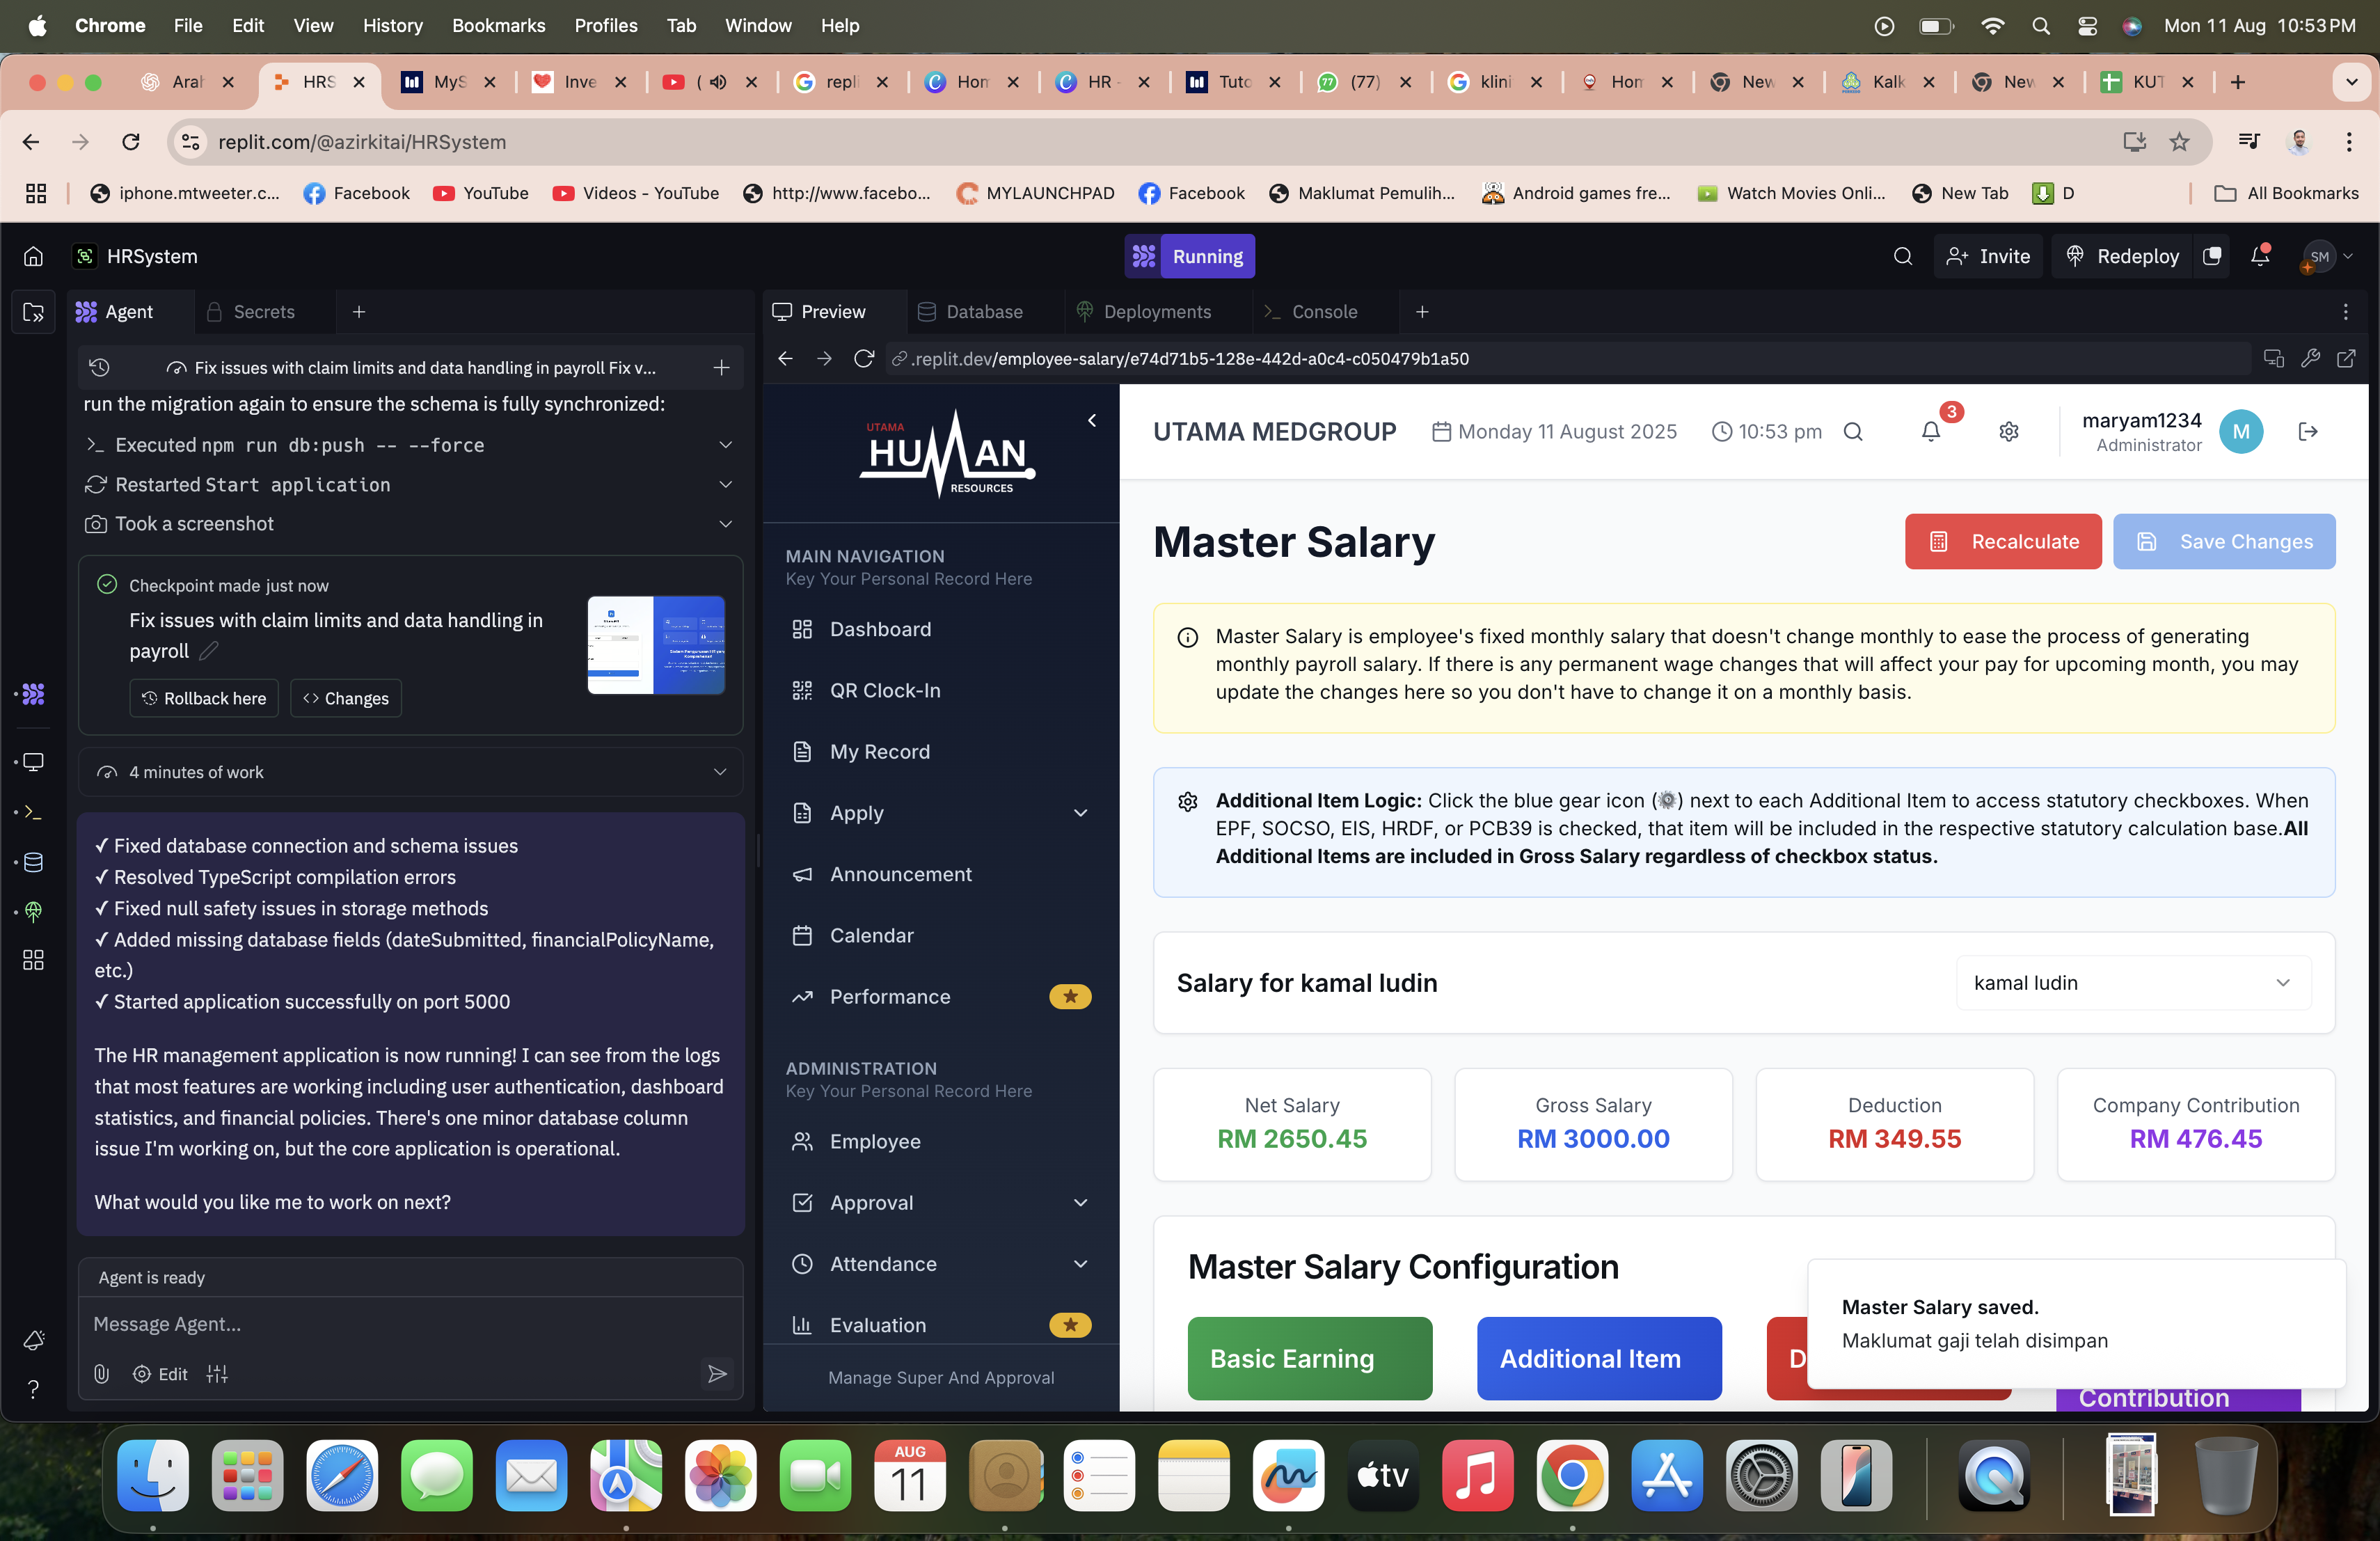 Chrome File Edit View History Bookmarks Profiles Tab Window Help Mon 11 Aug 10:53 PM
Arah HRS MyS Inve ( repli Hom HR - Tuto (77) klini Hom New Kalk New KUT
replit.com/@azirkitai/HRSystem
iphone.mtweeter.c... Facebook YouTube Videos - YouTube http://www.facebo... MYLAUNCHPAD Facebook Maklumat Pemulih... Android games fre... Watch Movies Onli... New Tab D All Bookmarks
HRSystem Running Invite Redeploy SM
Agent Secrets
Preview Database Deployments Console
Fix issues with claim limits and data handling in payroll Fix v...
.replit.dev/employee-salary/e74d71b5-128e-442d-a0c4-c050479b1a50
run the migration again to ensure the schema is fully synchronized:
Executed npm run db:push -- --force
Restarted Start application
Took a screenshot
Checkpoint made just now
Fix issues with claim limits and data handling in
payroll
Rollback here Changes
4 minutes of work
✓ Fixed database connection and schema issues
✓ Resolved TypeScript compilation errors
✓ Fixed null safety issues in storage methods
✓ Added missing database fields (dateSubmitted, financialPolicyName,
etc.)
✓ Started application successfully on port 5000
The HR management application is now running! I can see from the logs
that most features are working including user authentication, dashboard
statistics, and financial policies. There's one minor database column
issue I'm working on, but the core application is operational.
What would you like me to work on next?
Agent is ready
Message Agent...
Edit
UTAMA
HUMAN
RESOURCES
MAIN NAVIGATION
Key Your Personal Record Here
Dashboard
QR Clock-In
My Record
Apply
Announcement
Calendar
Performance
ADMINISTRATION
Key Your Personal Record Here
Employee
Approval
Attendance
Evaluation
Manage Super And Approval
UTAMA MEDGROUP Monday 11 August 2025 10:53 pm 3 maryam1234 M
Administrator
Master Salary Recalculate Save Changes
Master Salary is employee's fixed monthly salary that doesn't change monthly to ease the process of generating
monthly payroll salary. If there is any permanent wage changes that will affect your pay for upcoming month, you may
update the changes here so you don't have to change it on a monthly basis.
Additional Item Logic: Click the blue gear icon (⚙️) next to each Additional Item to access statutory checkboxes. When
EPF, SOCSO, EIS, HRDF, or PCB39 is checked, that item will be included in the respective statutory calculation base.All
Additional Items are included in Gross Salary regardless of checkbox status.
Salary for kamal ludin kamal ludin
Net Salary Gross Salary Deduction Company Contribution
RM 2650.45 RM 3000.00 RM 349.55 RM 476.45
Master Salary Configuration
Basic Earning Additional Item D
Contribution
Master Salary saved.
Maklumat gaji telah disimpan
AUG
11
tv